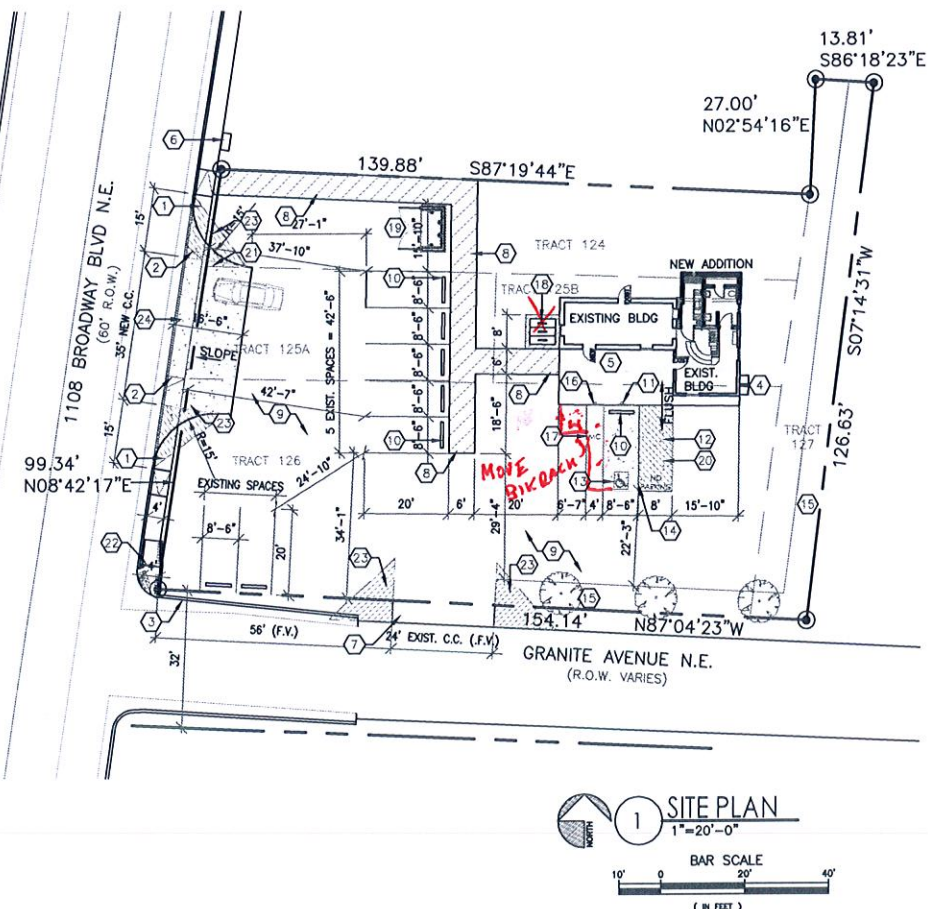 13.81'
S86°18'23"E
27.00'
N02°54'16"E
6
139.88'
S87°19'44"E
1
8
23
27'-1"
19
15'-10"
TRACT 124
8
15'
R=15'
37'-10"
21
2
10
NEW ADDITION
18
TRACT 125B
1108 BROADWAY BLVD N.E.
(60' R.O.W.)
35' NEW C.C.
24
16'-6"
SLOPE
TRACT 125A
5 EXIST. SPACES = 42'-6"
8'-6"
8'-6"
8'-6"
8'-6"
8'-6"
8'
6'
EXISTING BLDG
5
EXIST.
BLDG
4
S07°14'31"W
126.63'
2
42'-7"
9
8
16
11
FLUSH
15'
23
R=15'
10
18'-6"
17
MC
10
12
20
TRACT
127
1
TRACT 126
8
MOVE
BIKRACK
13
NO
PARKING
99.34'
N08°42'17"E
EXISTING SPACES
24'-10"
20'
6'
20'
6'-7"
4'
8'-6"
8'
15'-10"
14
15
4'
8'-6"
20'
34'-1"
29'-4"
22'-3"
9
22
23
23
15
3
154.14'
N87°04'23"W
56' (F.V.)
7
24' EXIST. C.C. (.F.V.)
32'
GRANITE AVENUE N.E.
(R.O.W. VARIES)
NORTH
1
SITE PLAN
1"=20'-0"
BAR SCALE
10'
0
20'
40'
( IN FEET )